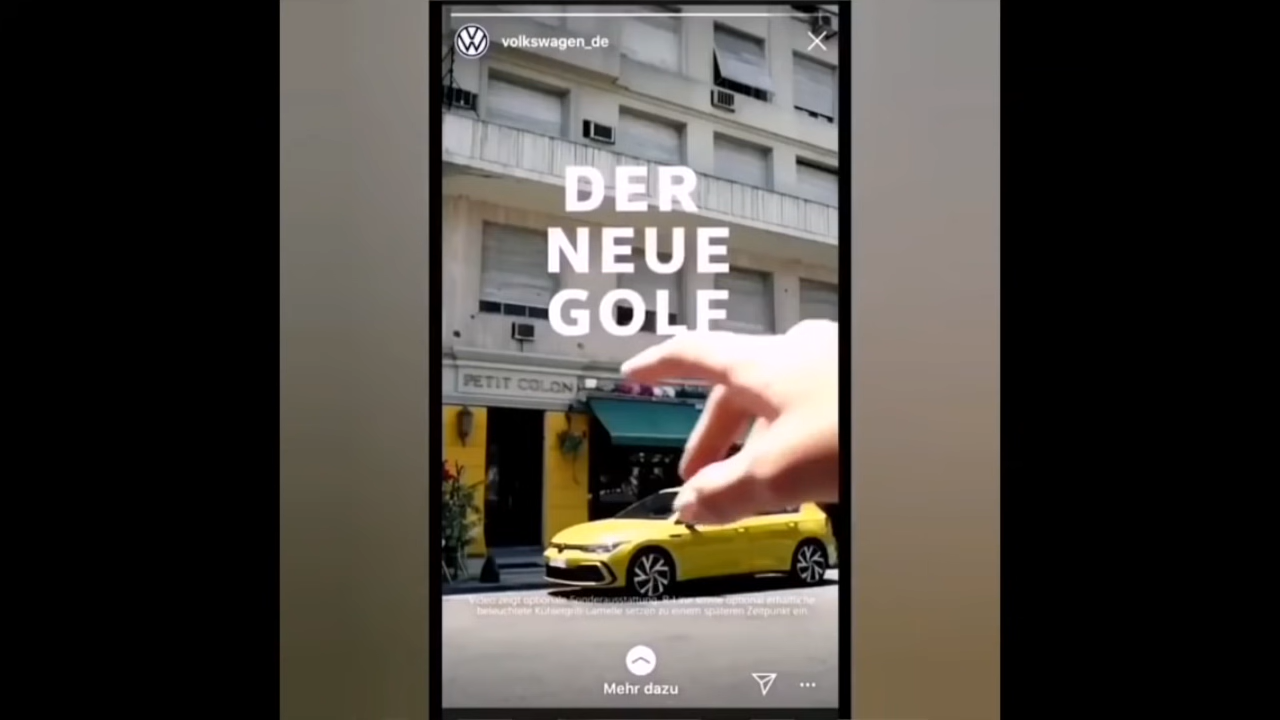 volkswagen_de
DER
NEUE
GOLF
PETIT COLON
Video zeigt optionale Sonderausstattung. R-Line sowie optional erhältliche
beleuchtete Kühlergrill-Lamelle setzen zu einem späteren Zeitpunkt ein.
Mehr dazu